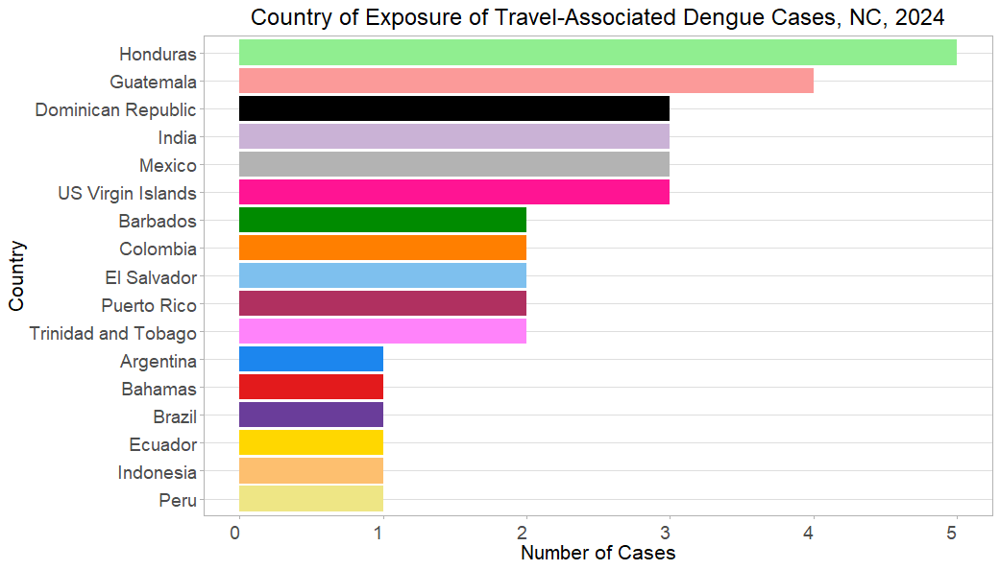 Country of Exposure of Travel-Associated Dengue Cases, NC, 2024
Honduras
Guatemala
Dominican Republic
India
Mexico
US Virgin Islands
Barbados
Colombia
El Salvador
Puerto Rico
Trinidad and Tobago
Argentina
Bahamas
Brazil
Ecuador
Indonesia
Peru
Country
0 1 2 3 4 5
Number of Cases